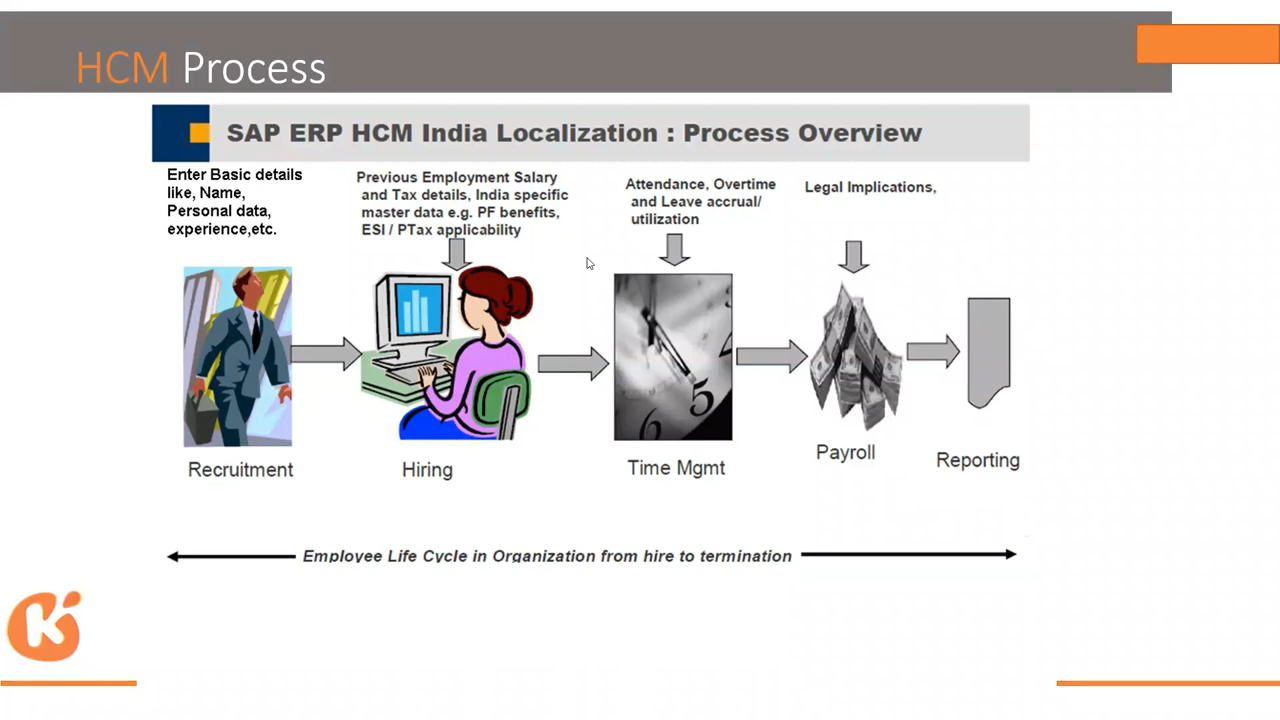 HCM Process
SAP ERP HCM India Localization : Process Overview
Enter Basic details
like, Name,
Personal data,
experience,etc.
Previous Employment Salary
and Tax details, India specific
master data e.g. PF benefits,
ESI / PTax applicability
Attendance, Overtime
and Leave accrual/
utilization
Legal Implications,
6
5
Recruitment
Hiring
Time Mgmt
Payroll
Reporting
Employee Life Cycle in Organization from hire to termination
K